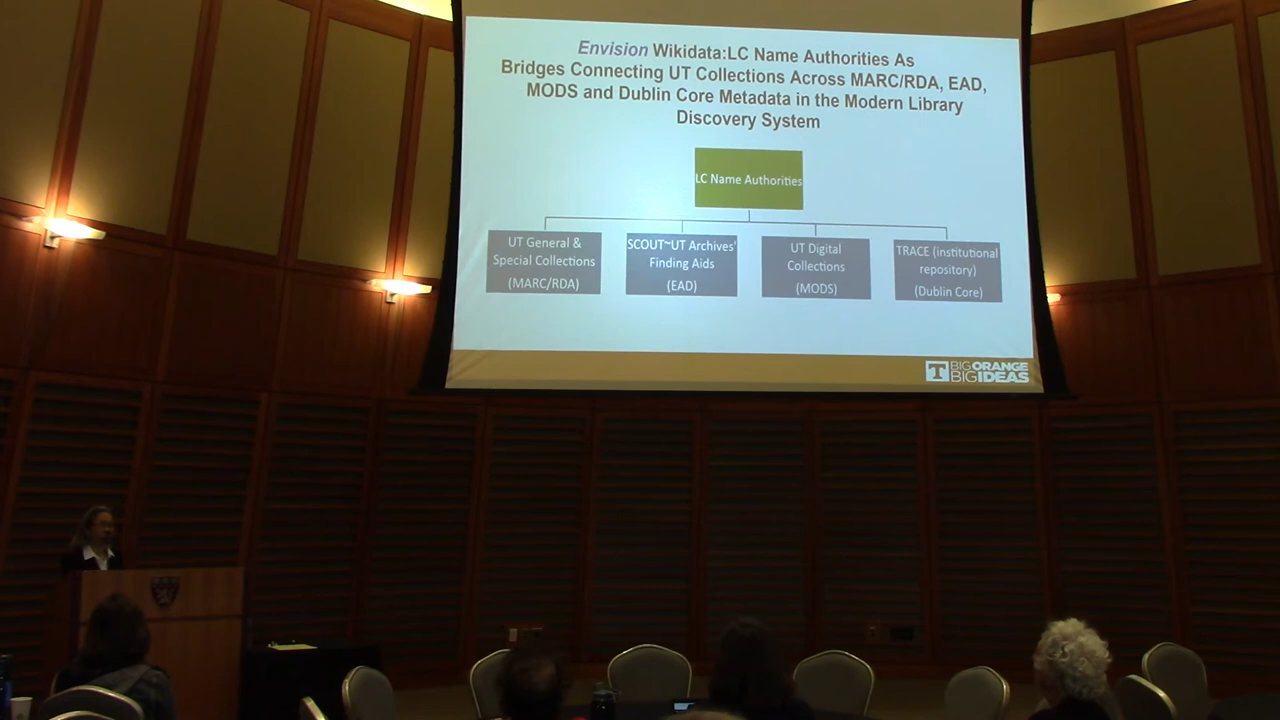 Envision Wikidata:LC Name Authorities As
Bridges Connecting UT Collections Across MARC/RDA, EAD,
MODS and Dublin Core Metadata in the Modern Library
Discovery System
LC Name Authorities
UT General &
Special Collections
(MARC/RDA)
SCOUT~UT Archives'
Finding Aids
(EAD)
UT Digital
Collections
(MODS)
TRACE (institutional
repository)
(Dublin Core)
T
BIG ORANGE
BIG IDEAS